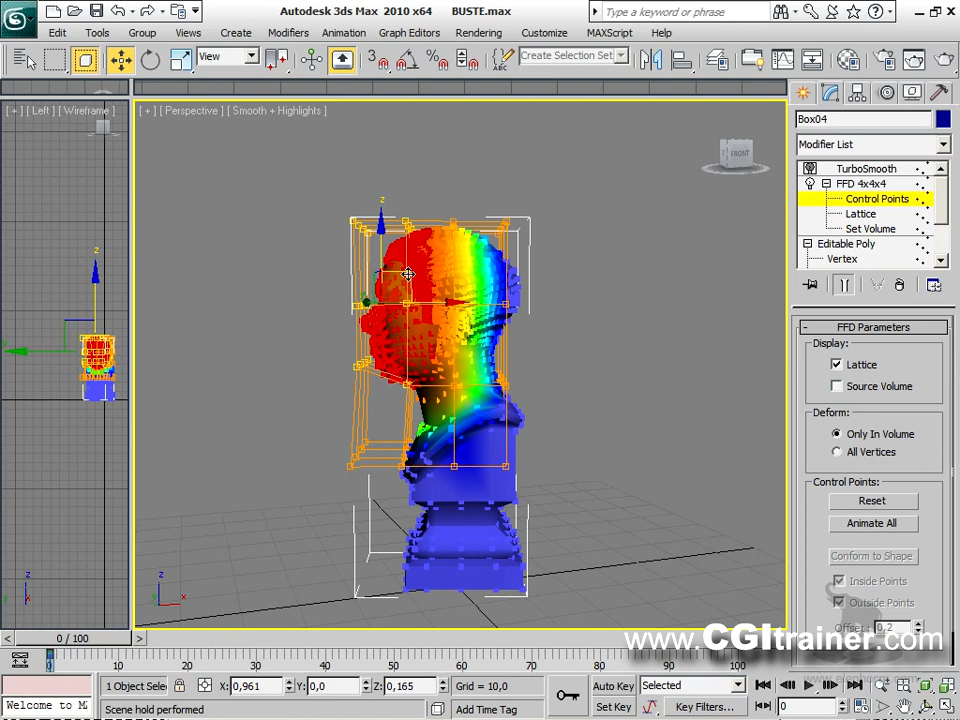 Autodesk 3ds Max 2010 x64 BUSTE.max
Type a keyword or phrase
Edit Tools Group Views Create Modifiers Animation Graph Editors Rendering Customize MAXScript Help
View
3
Create Selection Set
[ + ] [ Left ] [ Wireframe ]
[ + ] [ Perspective ] [ Smooth + Highlights ]
FRONT
z
z
z
x
z
x
Box04
Modifier List
TurboSmooth
FFD 4x4x4
Control Points
Lattice
Set Volume
Editable Poly
Vertex
FFD Parameters
Display:
Lattice
Source Volume
Deform:
Only In Volume
All Vertices
Control Points:
Reset
Animate All
Conform to Shape
Inside Points
Outside Points
Offset: 0,2
www.CGItrainer.com
0 / 100
0 10 20 30 40 50 60 70 80 90 100
1 Object Selec
X: 0,961 Y: 0,0 Z: 0,165
Grid = 10,0
Auto Key
Selected
Welcome to M
Scene hold performed
Add Time Tag
Set Key
Key Filters...
0